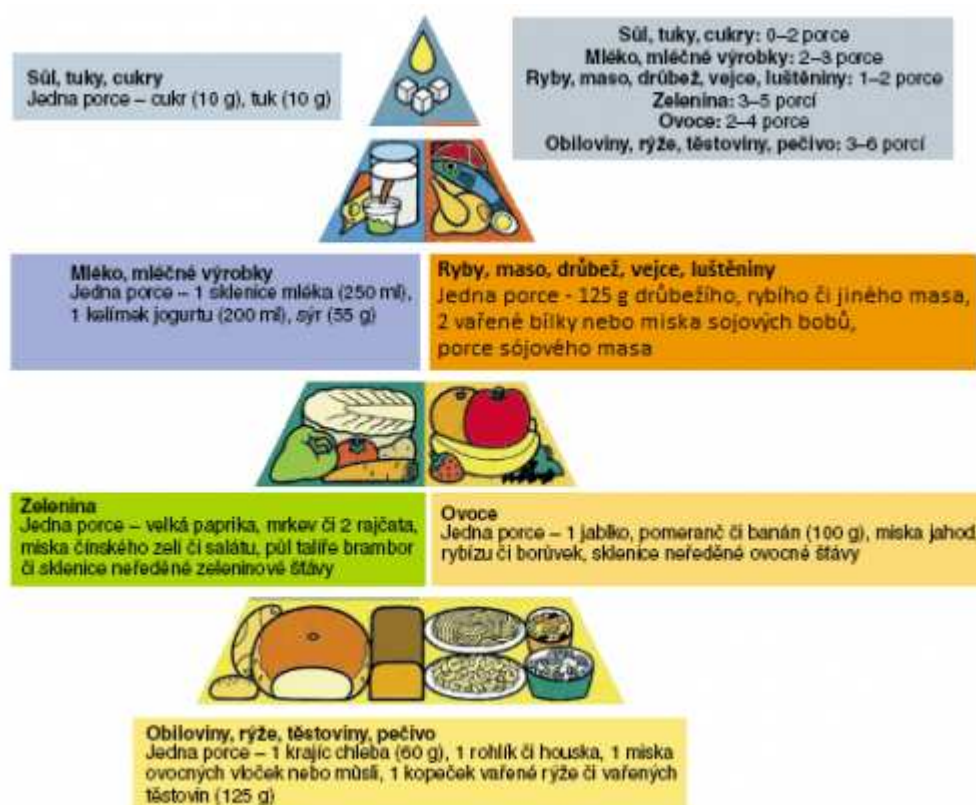 Sůl, tuky, cukry
Jedna porce – cukr (10 g), tuk (10 g)
Sůl, tuky, cukry: 0–2 porce
Mléko, mléčné výrobky: 2–3 porce
Ryby, maso, drůbež, vejce, luštěniny: 1–2 porce
Zelenina: 3–5 porcí
Ovoce: 2–4 porce
Obiloviny, rýže, těstoviny, pečivo: 3–6 porcí
Mléko, mléčné výrobky
Jedna porce – 1 sklenice mléka (250 ml),
1 kelímek jogurtu (200 ml), sýr (55 g)
Ryby, maso, drůbež, vejce, luštěniny
Jedna porce - 125 g drůbežího, rybího či jiného masa,
2 vařené bílky nebo miska sojových bobů,
porce sójového masa
Zelenina
Jedna porce – velká paprika, mrkev či 2 rajčata,
miska čínského zelí či salátu, půl talíře brambor
či sklenice neředěné zeleninové šťávy
Ovoce
Jedna porce – 1 jablko, pomeranč či banán (100 g), miska jahod,
rybízu či borůvek, sklenice neředěné ovocné šťávy
Obiloviny, rýže, těstoviny, pečivo
Jedna porce – 1 krajíc chleba (60 g), 1 rohlík či houska, 1 miska
ovocných vloček nebo műsli, 1 kopeček vařené rýže či vařených
těstovin (125 g)